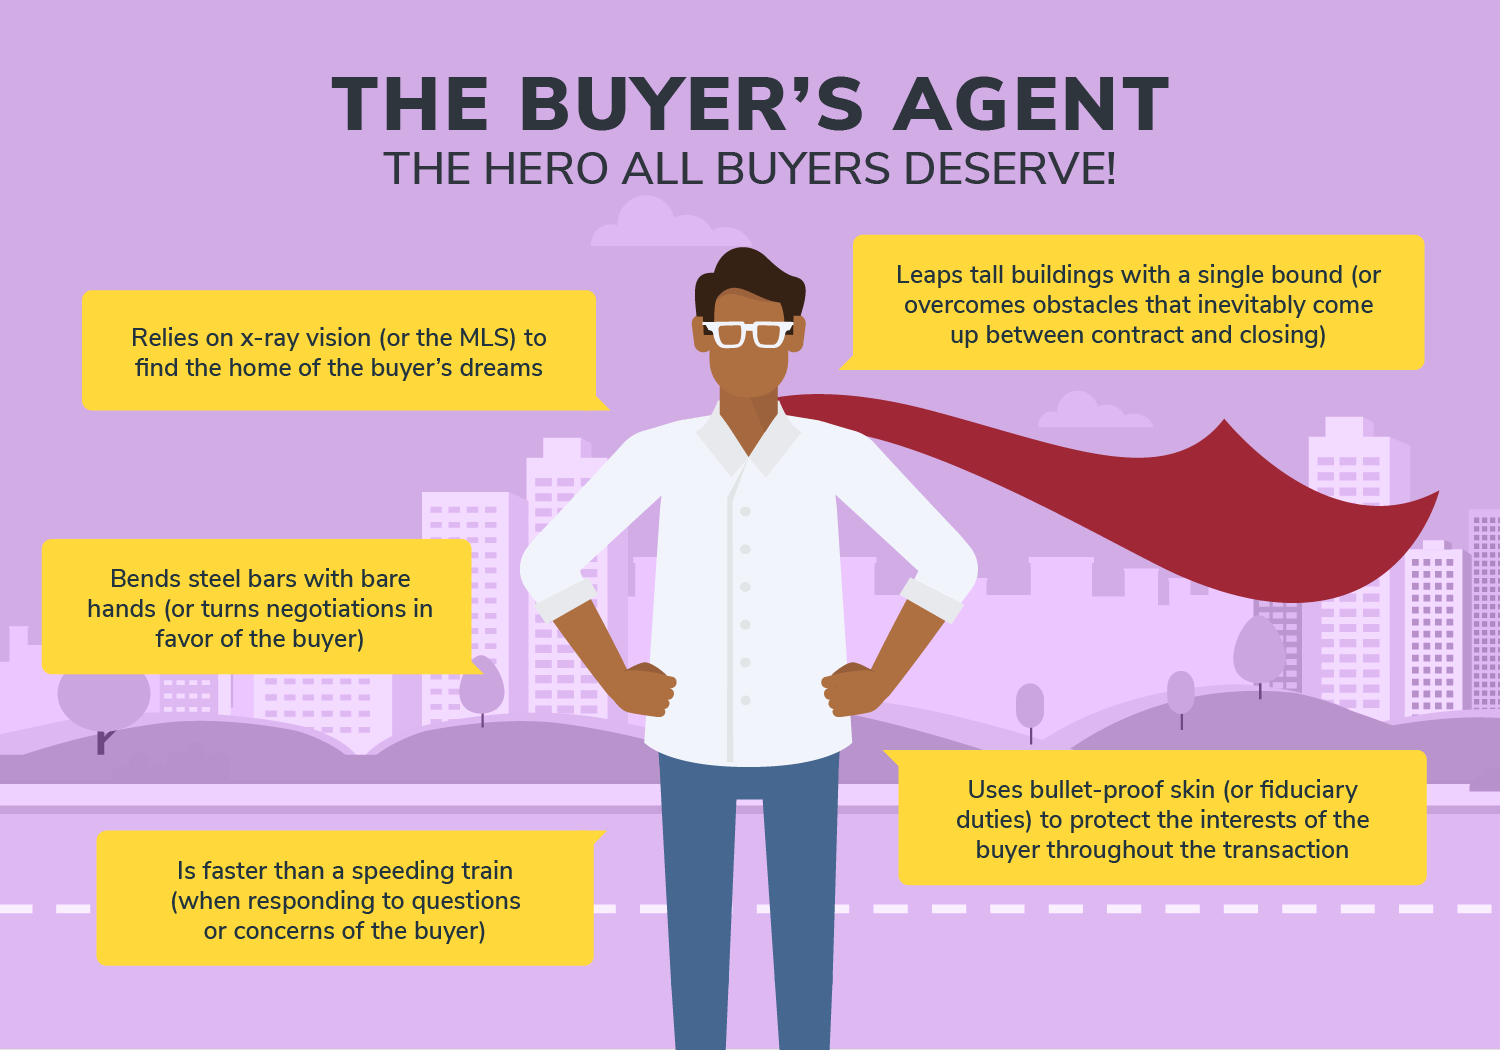 THE BUYER’S AGENT
THE HERO ALL BUYERS DESERVE!
Relies on x-ray vision (or the MLS) to
find the home of the buyer’s dreams
Leaps tall buildings with a single bound (or
overcomes obstacles that inevitably come
up between contract and closing)
Bends steel bars with bare
hands (or turns negotiations in
favor of the buyer)
Uses bullet-proof skin (or fiduciary
duties) to protect the interests of the
buyer throughout the transaction
Is faster than a speeding train
(when responding to questions
or concerns of the buyer)